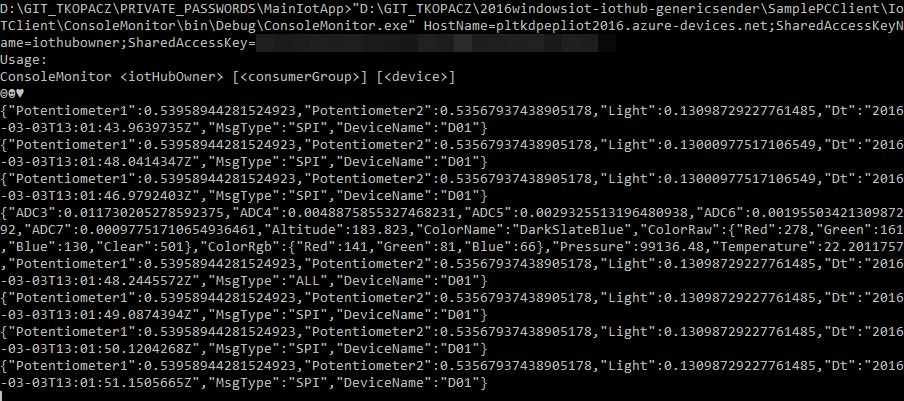 D:\GIT_TKOPACZ\PRIVATE_PASSWORDS\MainIotApp>"D:\GIT_TKOPACZ\2016windowsiot-iothub-genericsender\SamplePCClient\Io
TClient\ConsoleMonitor\bin\Debug\ConsoleMonitor.exe" HostName=pltkdpepliot2016.azure-devices.net;SharedAccessKeyN
ame=iothubowner;SharedAccessKey=
Usage:
ConsoleMonitor <iotHubOwner> [<consumerGroup>] [<device>]
☺☻♥
{"Potentiometer1":0.53958944281524923,"Potentiometer2":0.53567937438905178,"Light":0.13098729227761485,"Dt":"2016
-03-03T13:01:43.9639735Z","MsgType":"SPI","DeviceName":"D01"}
{"Potentiometer1":0.53958944281524923,"Potentiometer2":0.53567937438905178,"Light":0.13000977517106549,"Dt":"2016
-03-03T13:01:48.0414347Z","MsgType":"SPI","DeviceName":"D01"}
{"Potentiometer1":0.53958944281524923,"Potentiometer2":0.53567937438905178,"Light":0.13000977517106549,"Dt":"2016
-03-03T13:01:46.9792403Z","MsgType":"SPI","DeviceName":"D01"}
{"ADC3":0.011730205278592375,"ADC4":0.0048875855327468231,"ADC5":0.0029325513196480938,"ADC6":0.00195503421309872
92,"ADC7":0.00097751710654936461,"Altitude":183.823,"ColorName":"DarkSlateBlue","ColorRaw":{"Red":278,"Green":161
,"Blue":130,"Clear":501},"ColorRgb":{"Red":141,"Green":81,"Blue":66},"Pressure":99136.48,"Temperature":22.2011757
,"Potentiometer1":0.53958944281524923,"Potentiometer2":0.53567937438905178,"Light":0.13098729227761485,"Dt":"2016
-03-03T13:01:48.2445572Z","MsgType":"ALL","DeviceName":"D01"}
{"Potentiometer1":0.53958944281524923,"Potentiometer2":0.53567937438905178,"Light":0.13098729227761485,"Dt":"2016
-03-03T13:01:49.0874394Z","MsgType":"SPI","DeviceName":"D01"}
{"Potentiometer1":0.53958944281524923,"Potentiometer2":0.53567937438905178,"Light":0.13098729227761485,"Dt":"2016
-03-03T13:01:50.1204268Z","MsgType":"SPI","DeviceName":"D01"}
{"Potentiometer1":0.53958944281524923,"Potentiometer2":0.53567937438905178,"Light":0.13098729227761485,"Dt":"2016
-03-03T13:01:51.1505665Z","MsgType":"SPI","DeviceName":"D01"}